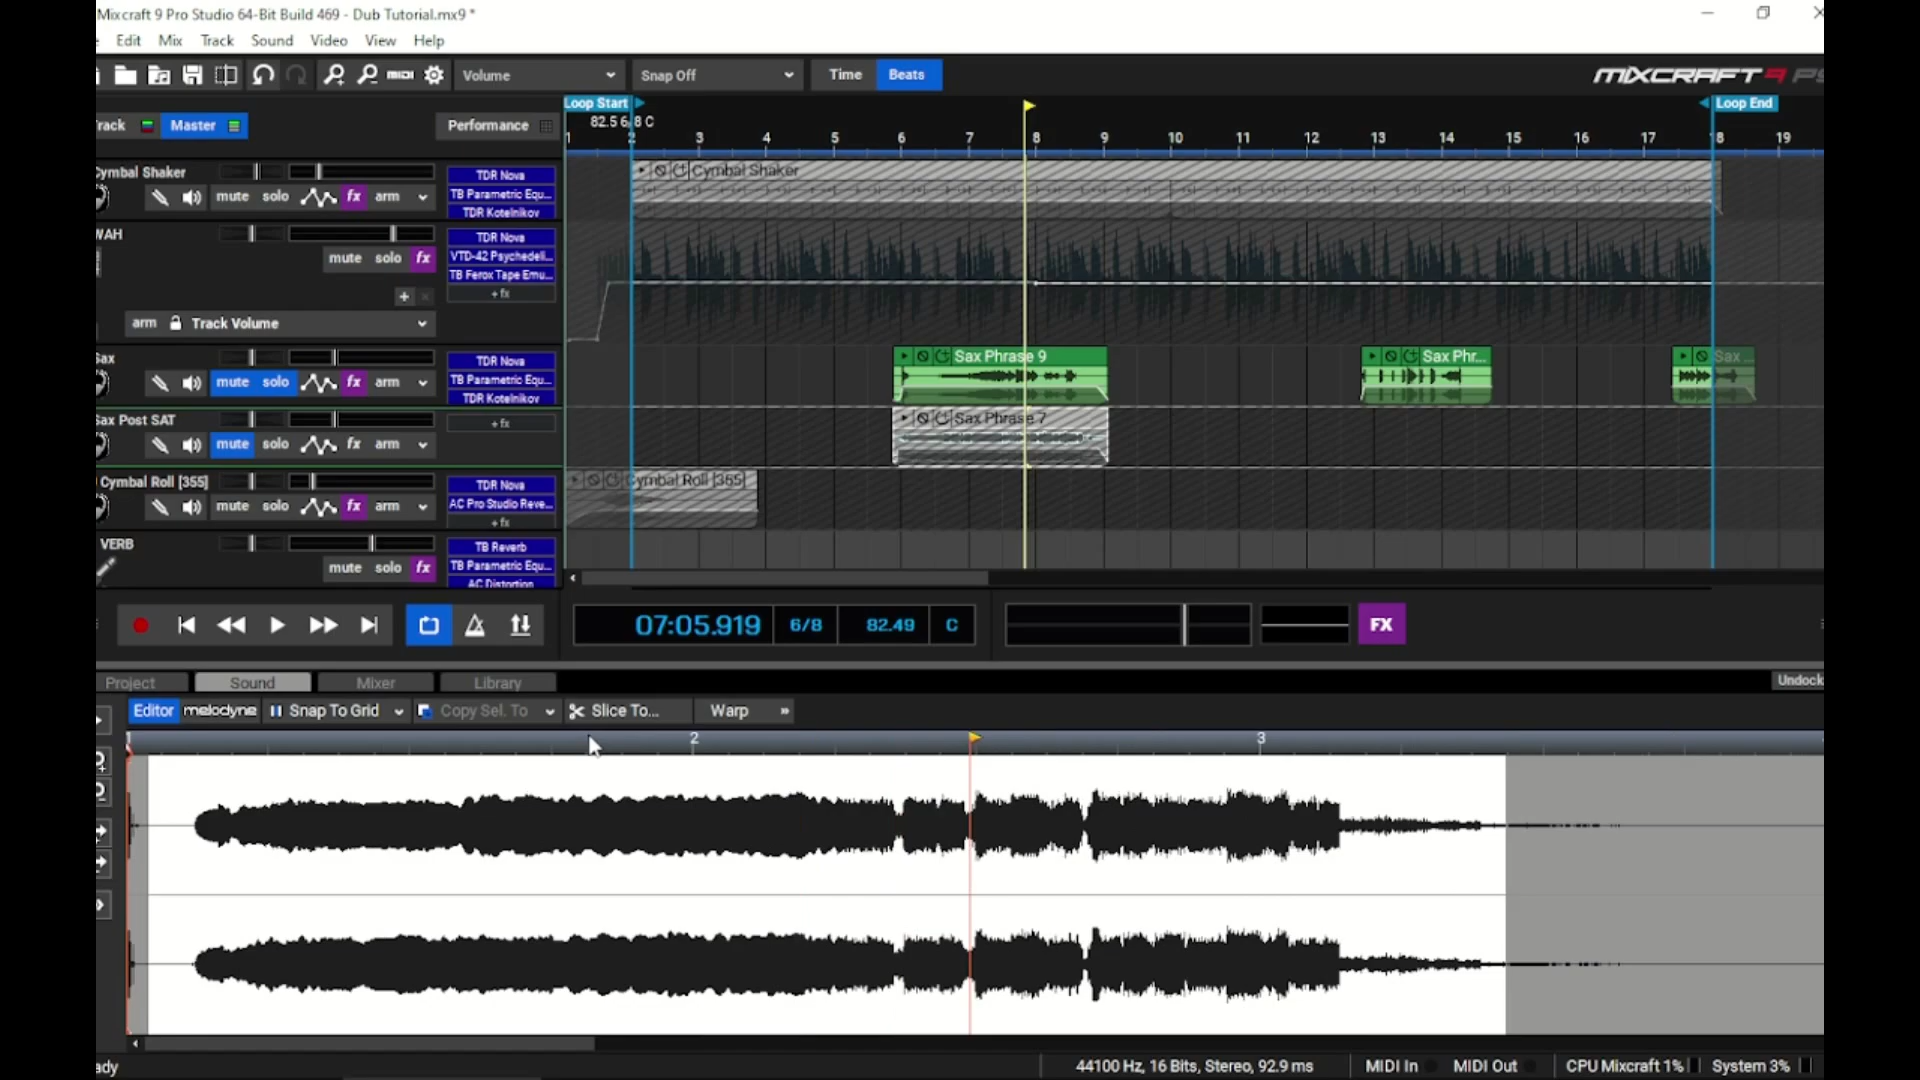 Mixcraft 9 Pro Studio 64-Bit Build 469 - Dub Tutorial.mx9 *
Edit Mix Track Sound Video View Help
Volume Snap Off Time Beats MIXCRAFT 9
Loop Start Loop End
rack Master Performance 82.5 6/8 C
1 2 3 4 5 6 7 8 9 10 11 12 13 14 15 16 17 18 19
Cymbal Shaker TDR Nova Cymbal Shaker
mute solo fx arm TB Parametric Equ...
TDR Kotelnikov
WAH TDR Nova
mute solo fx VTD-42 Psychedeli...
TB Ferox Tape Emu...
+ fx
arm Track Volume
Sax TDR Nova Sax Phrase 9 Sax Phr... Sax ...
mute solo fx arm TB Parametric Equ...
TDR Kotelnikov
Sax Post SAT + fx Sax Phrase 7
mute solo fx arm
Cymbal Roll [355] TDR Nova Cymbal Roll [355]
mute solo fx arm AC Pro Studio Reve...
+ fx
VERB TB Reverb
mute solo fx TB Parametric Equ...
AC Distortion
07:05.919 6/8 82.49 C FX
Project Sound Mixer Library Undock
Editor melodyne Snap To Grid Copy Sel. To Slice To... Warp »
1 2 3
ady 44100 Hz, 16 Bits, Stereo, 92.9 ms MIDI In MIDI Out CPU Mixcraft 1% System 3%